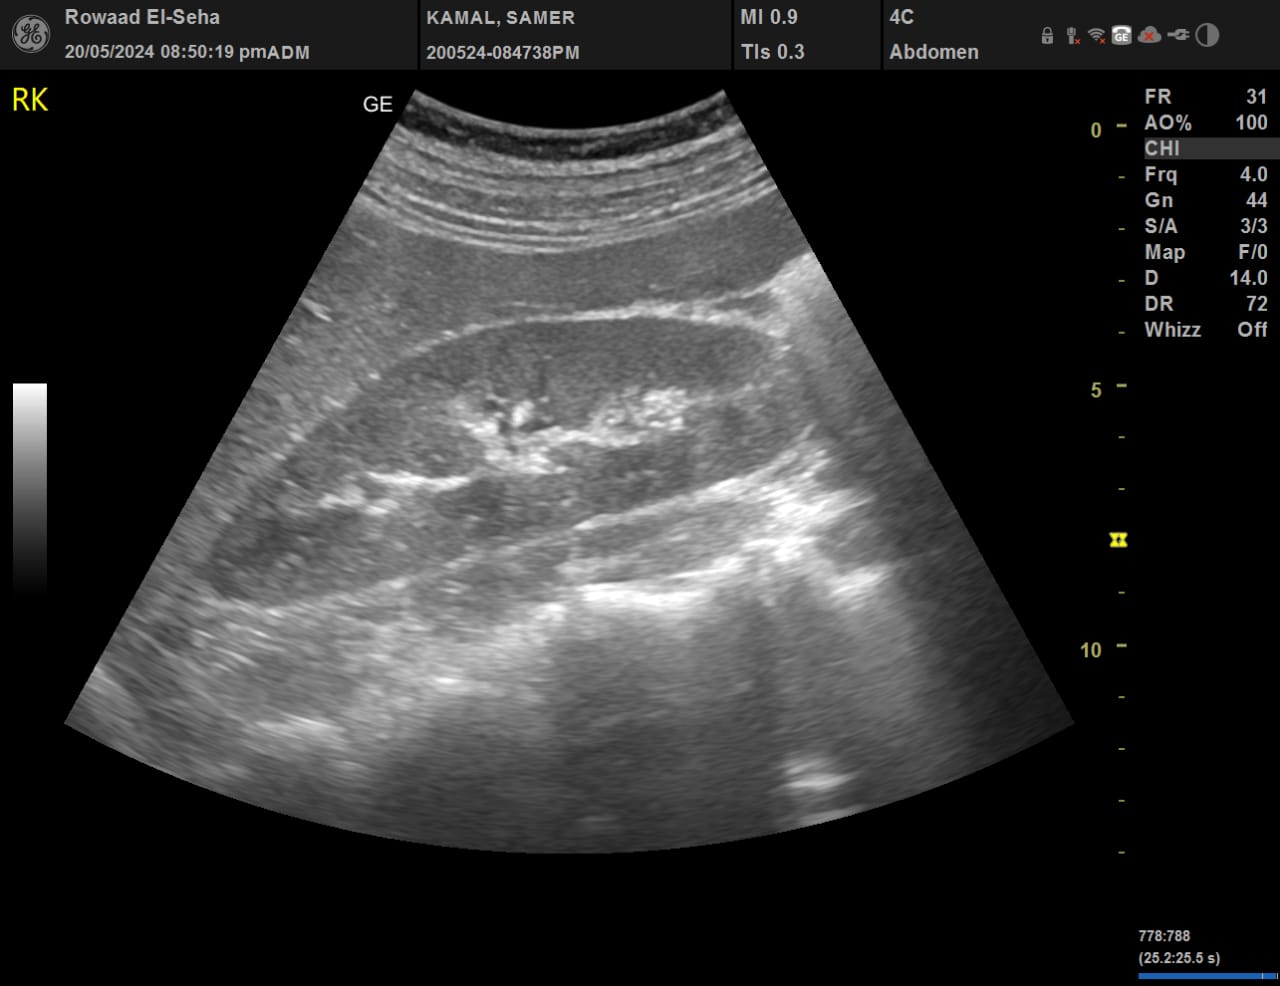 Rowaad El-Seha
20/05/2024 08:50:19 pmADM
KAMAL, SAMER
200524-084738PM
MI 0.9
TIs 0.3
4C
Abdomen
GE
RK
GE
FR 31
AO% 100
CHI
Frq 4.0
Gn 44
S/A 3/3
Map F/0
D 14.0
DR 72
Whizz Off
0
5
10
778:788
(25.2:25.5 s)